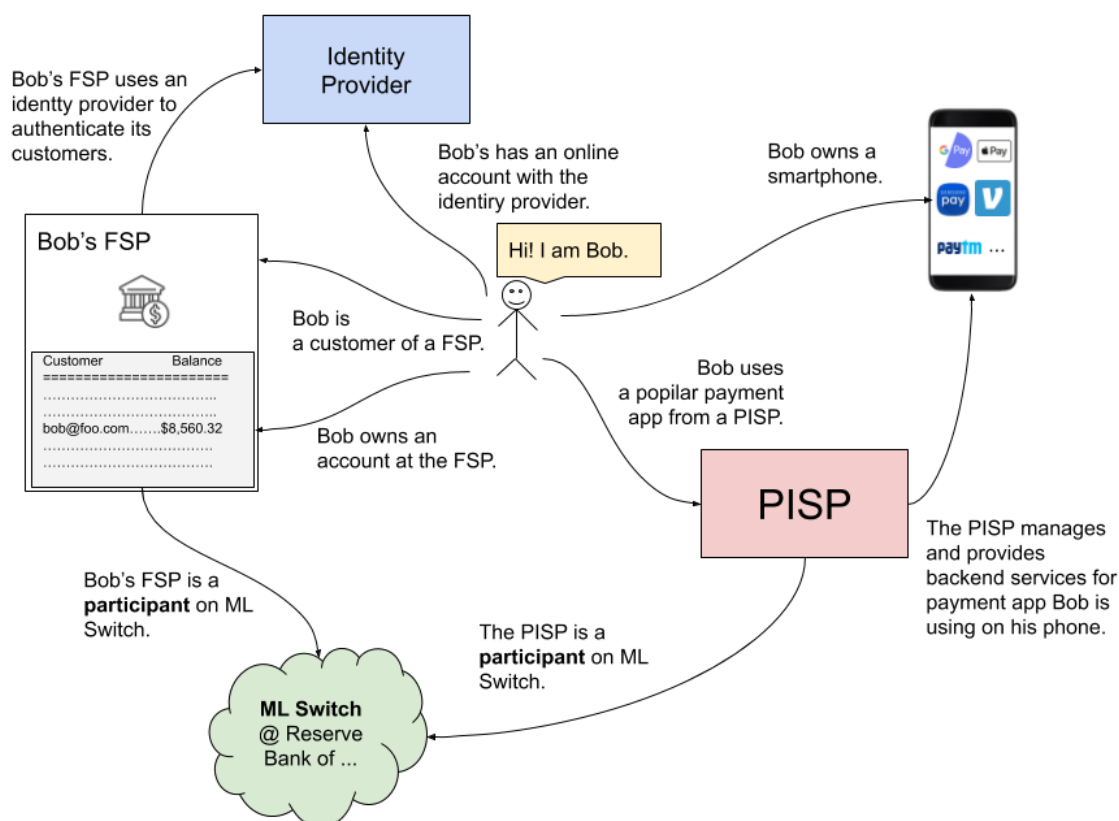 Identity
Provider
Bob's FSP uses an
identty provider to
authenticate its
customers.
Bob's has an online
account with the
identiry provider.
Bob owns a
smartphone.
G Pay
Pay
SAMSUNG
pay
V
paytm ...
Hi! I am Bob.
Bob's FSP
$
Customer Balance
=======================
.........................................
.........................................
bob@foo.com.......$8,560.32
.........................................
.........................................
Bob is
a customer of a FSP.
Bob owns an
account at the FSP.
Bob uses
a popilar payment
app from a PISP.
PISP
The PISP manages
and provides
backend services for
payment app Bob is
using on his phone.
Bob's FSP is a
participant on ML
Switch.
The PISP is a
participant on ML
Switch.
ML Switch
@ Reserve
Bank of ...